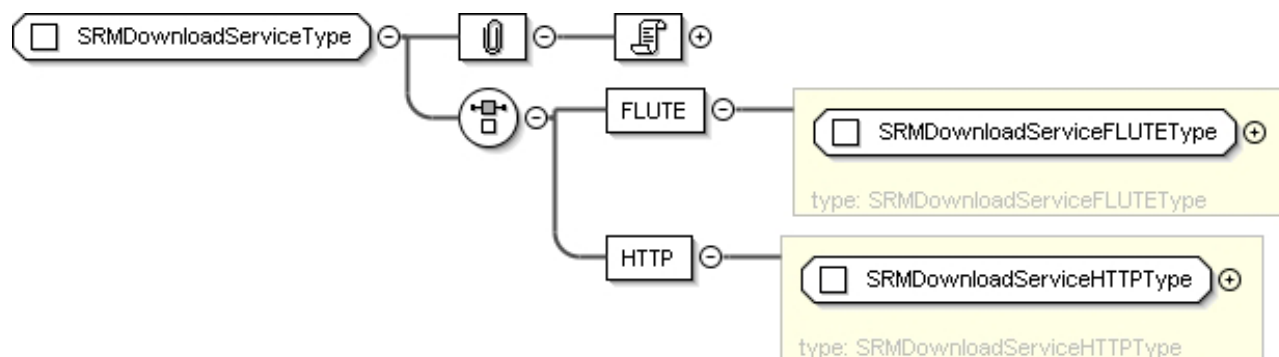 SRMDownloadServiceType
FLUTE
SRMDownloadServiceFLUTEType
type: SRMDownloadServiceFLUTEType
HTTP
SRMDownloadServiceHTTPType
type: SRMDownloadServiceHTTPType